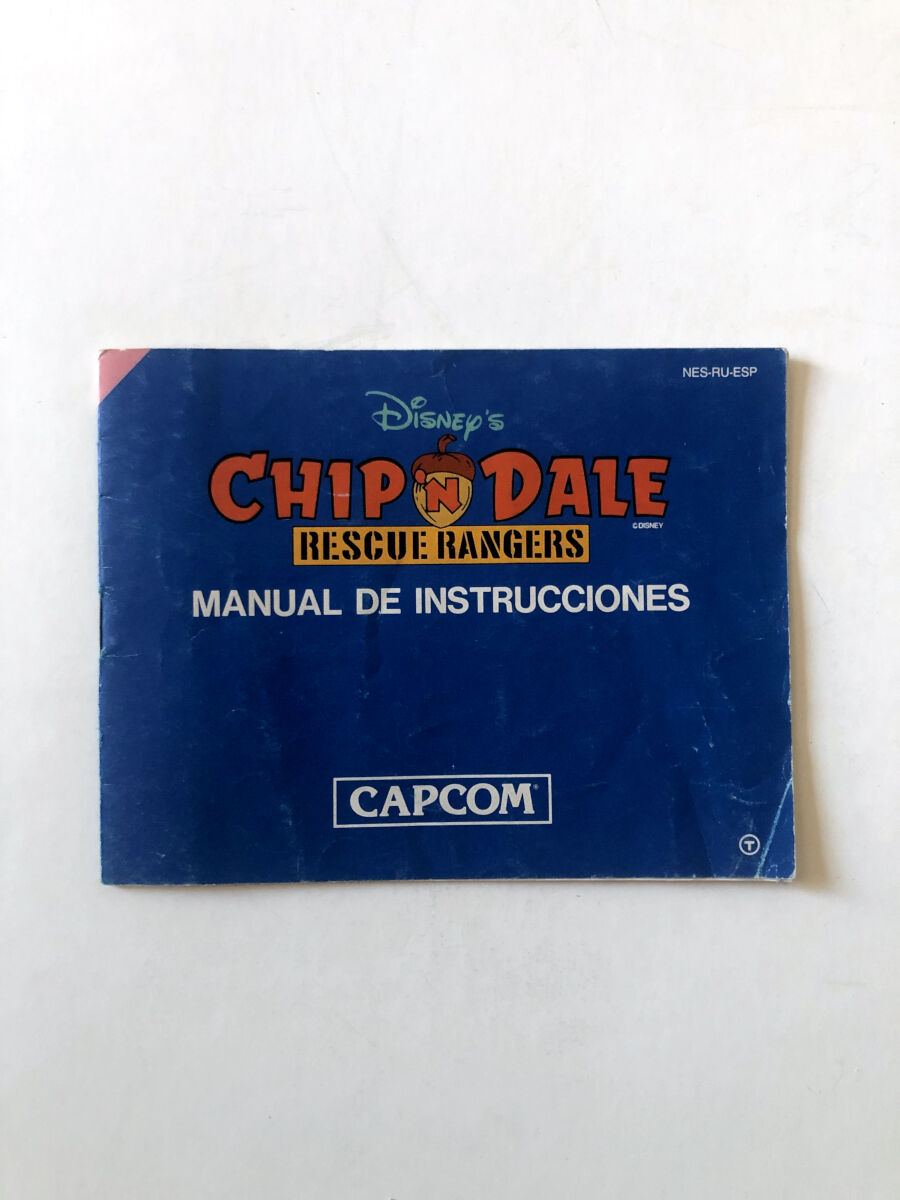 NES-RU-ESP
DISNEY'S
CHIP 'N DALE
© DISNEY
RESCUE RANGERS
MANUAL DE INSTRUCCIONES
CAPCOM®
T